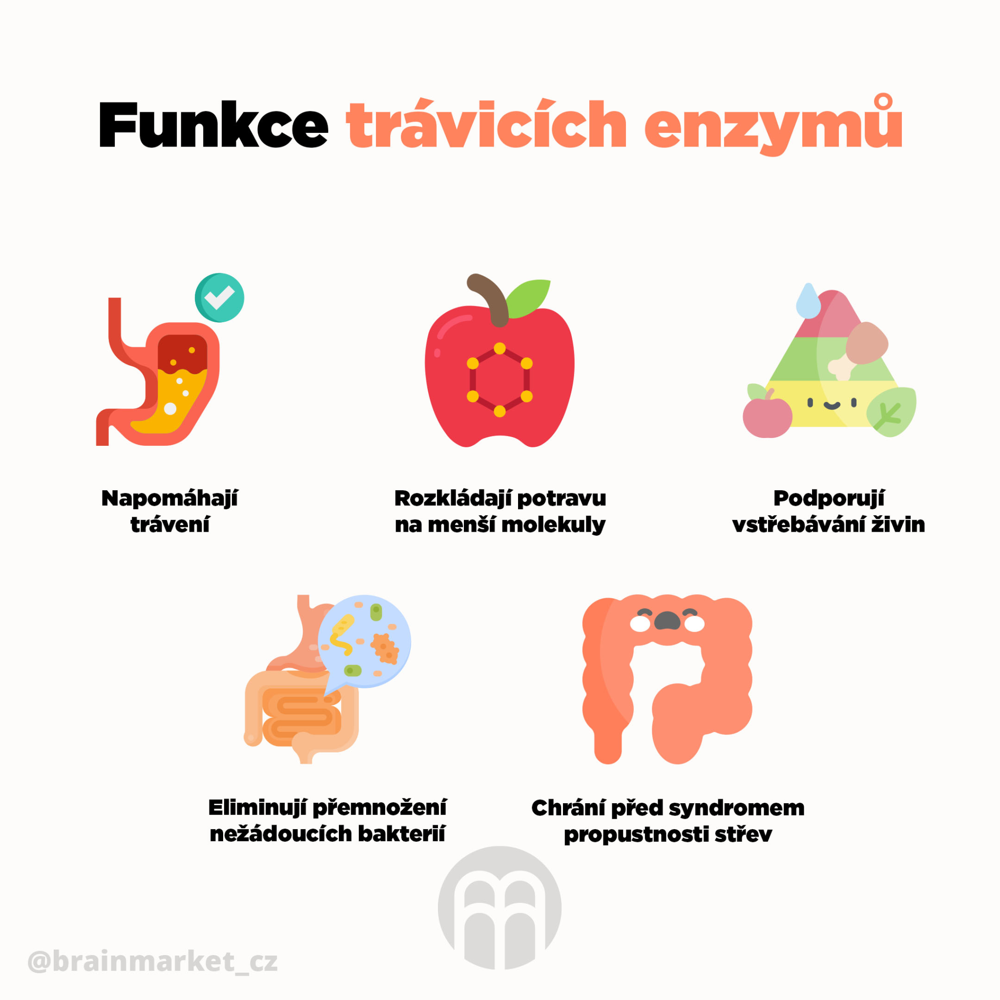 Funkce trávicích enzymů
Napomáhají
trávení
Rozkládají potravu
na menší molekuly
Podporují
vstřebávání živin
Eliminují přemnožení
nežádoucích bakterií
Chrání před syndromem
propustnosti střev
@brainmarket_cz